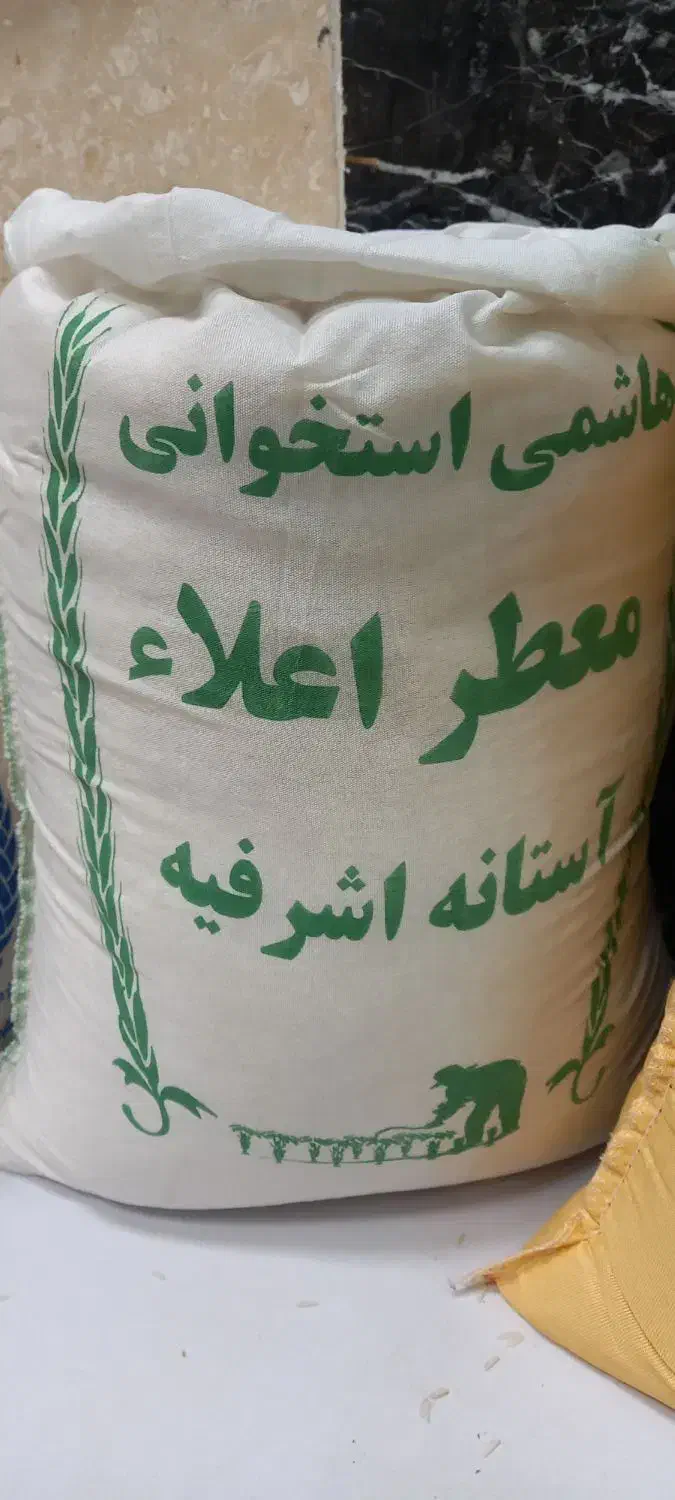 هاشمی استخوانی
معطر اعلاء
آستانه اشرفیه